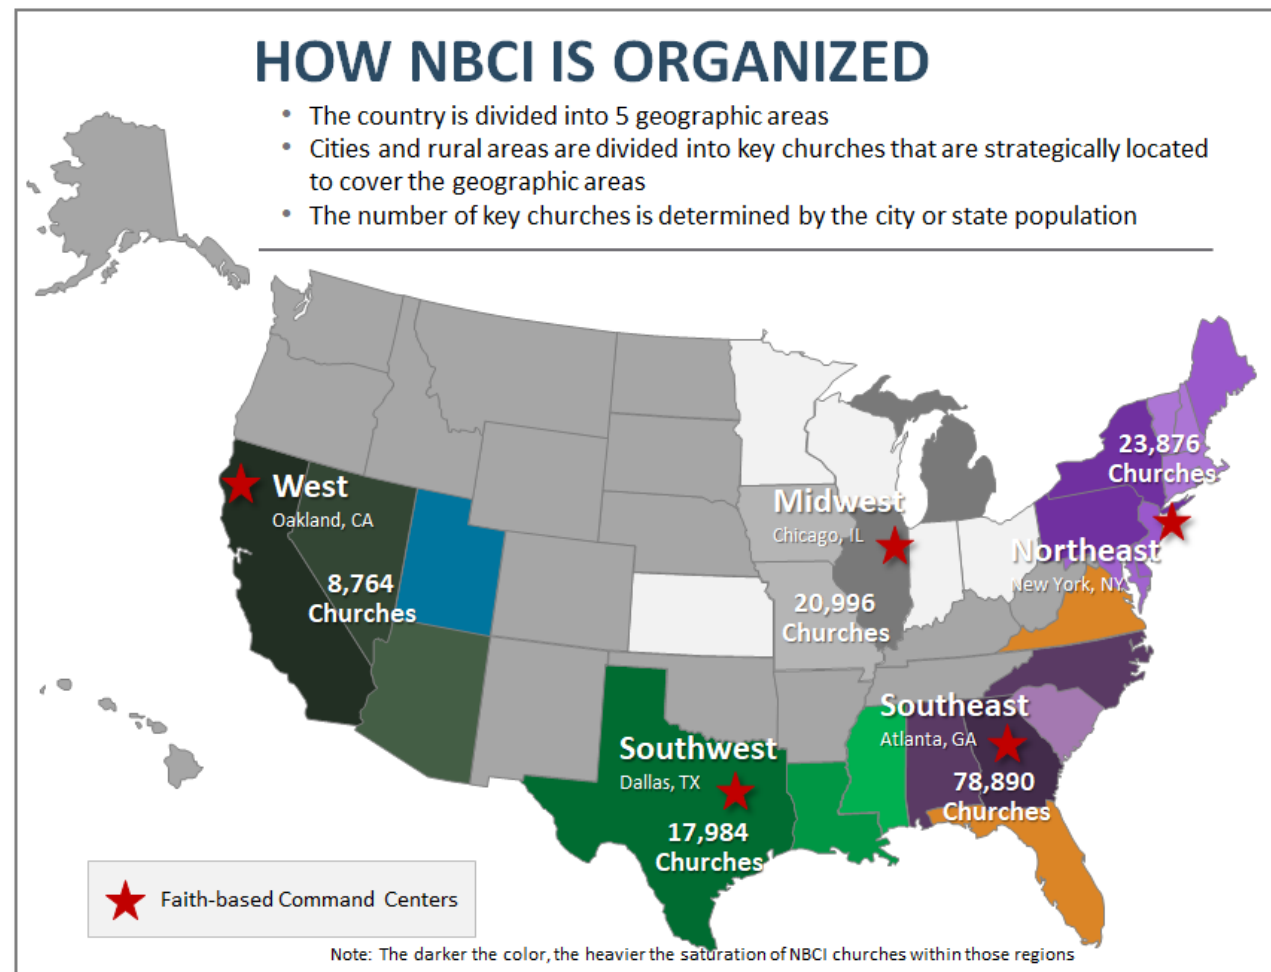 HOW NBCI IS ORGANIZED
• The country is divided into 5 geographic areas
• Cities and rural areas are divided into key churches that are strategically located
to cover the geographic areas
• The number of key churches is determined by the city or state population
23,876
Churches
West
Oakland, CA
Midwest
Chicago, IL
Northeast
New York, NY
8,764
Churches
20,996
Churches
Southeast
Atlanta, GA
Southwest
Dallas, TX
78,890
Churches
17,984
Churches
Faith-based Command Centers
Note: The darker the color, the heavier the saturation of NBCI churches within those regions